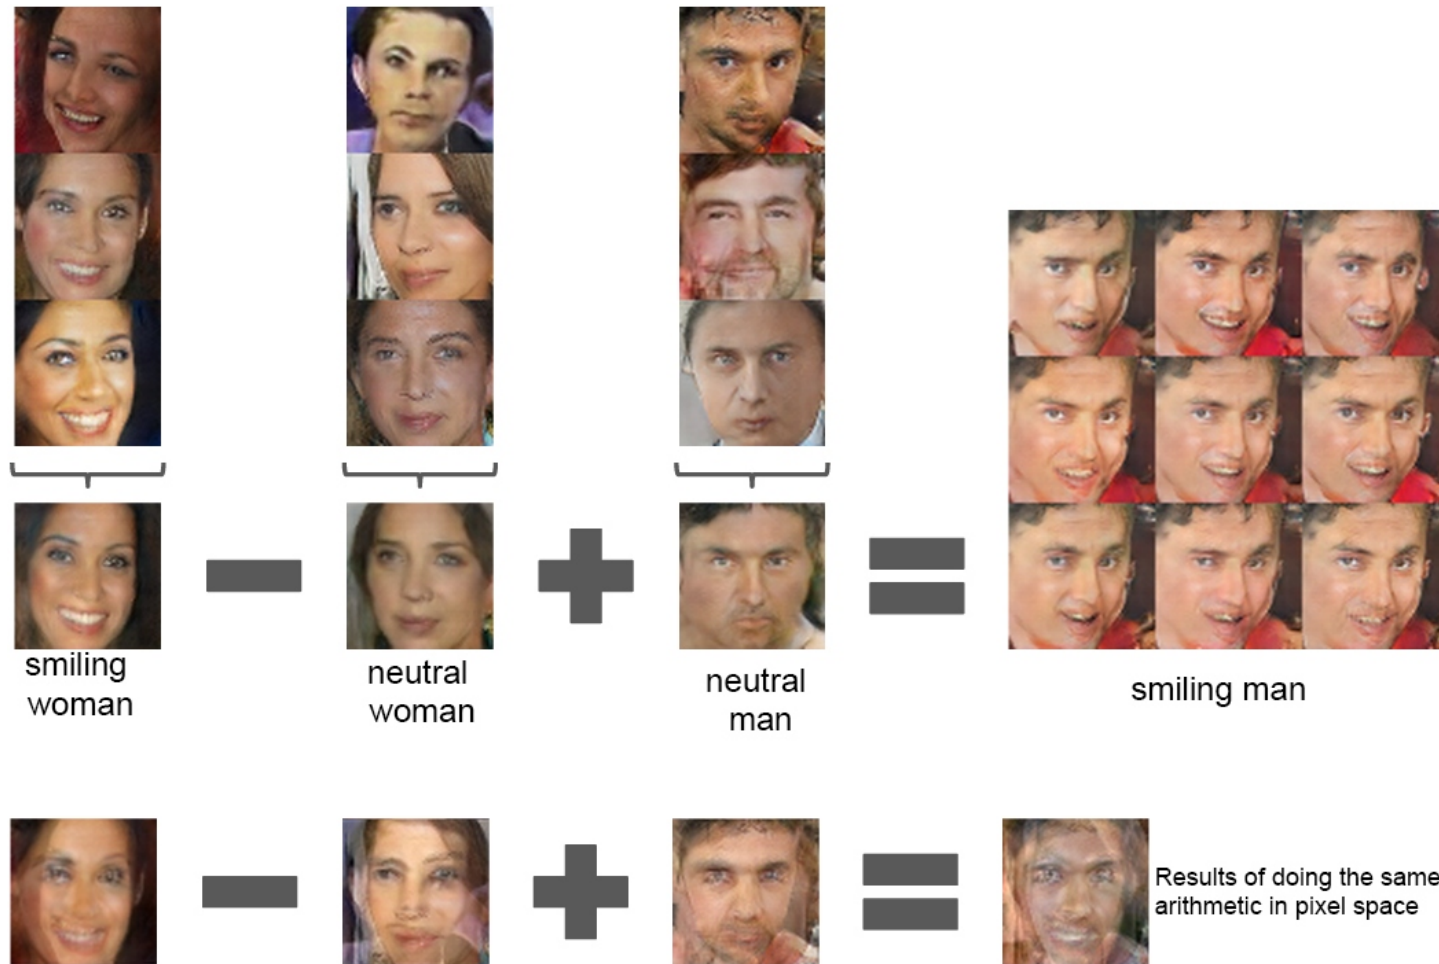 smiling
woman
neutral
woman
neutral
man
smiling man
Results of doing the same
arithmetic in pixel space